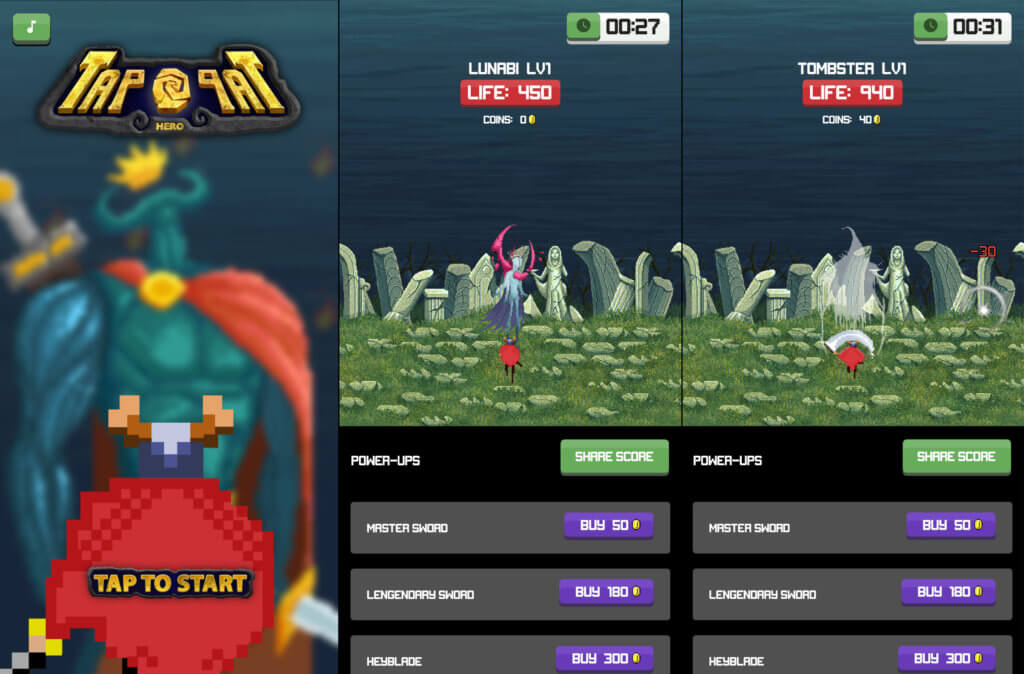 TAP TAP
HERO
TAP TO START
00:27
LUNABI LV1
LIFE: 450
COINS: 0
POWER-UPS
SHARE SCORE
MASTER SWORD
BUY 50
LENGENDARY SWORD
BUY 180
KEYBLADE
BUY 300
00:31
TOMBSTER LV1
LIFE: 940
COINS: 40
-30
POWER-UPS
SHARE SCORE
MASTER SWORD
BUY 50
LENGENDARY SWORD
BUY 180
KEYBLADE
BUY 300